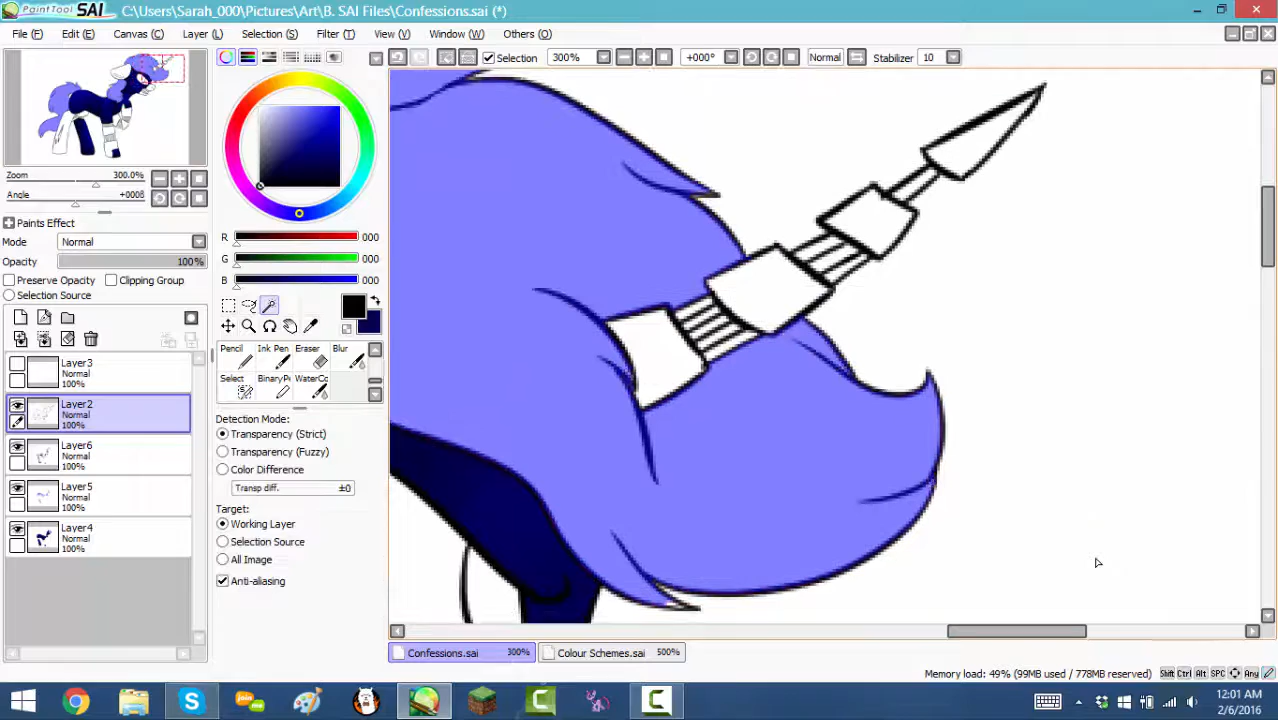 PaintTool SAI C:\Users\Sarah_000\Pictures\Art\B. SAI Files\Confessions.sai (*)
File (F) Edit (E) Canvas (C) Layer (L) Selection (S) Filter (T) View (V) Window (W) Others (O)
Selection 300% +000° Normal Stabilizer 10
Zoom 300.0%
Angle +000θ
Paints Effect
Mode Normal
Opacity 100%
Preserve Opacity Clipping Group
Selection Source
Layer3
Normal
100%
Layer2
Normal
100%
Layer6
Normal
100%
Layer5
Normal
100%
Layer4
Normal
100%
R 000
G 000
B 000
Pencil Ink Pen Eraser Blur
Select BinaryPe WaterCo
Detection Mode:
Transparency (Strict)
Transparency (Fuzzy)
Color Difference
Transp diff. ±0
Target:
Working Layer
Selection Source
All Image
Anti-aliasing
Confessions.sai 300% Colour Schemes.sai 500%
Memory load: 49% (99MB used / 778MB reserved) Shift Ctrl Alt SPC Any
12:01 AM
2/6/2016